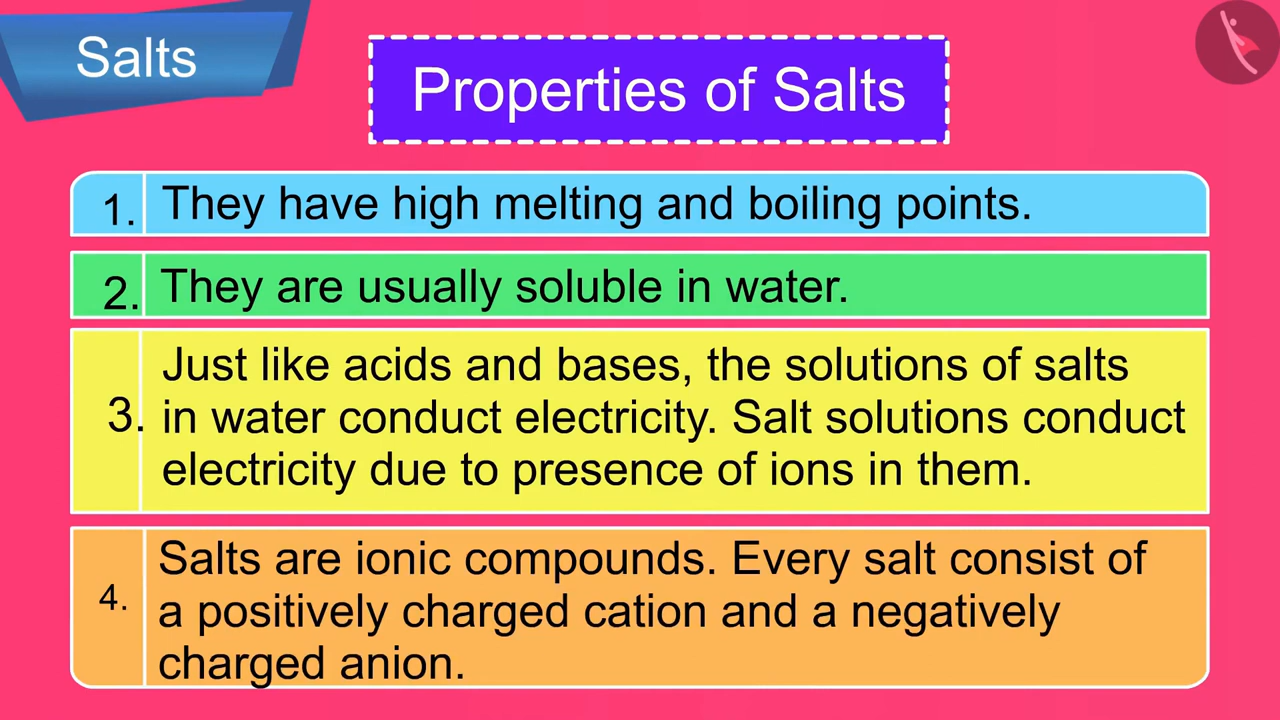 Salts
Properties of Salts
1. They have high melting and boiling points.
2. They are usually soluble in water.
Just like acids and bases, the solutions of salts
3. in water conduct electricity. Salt solutions conduct
electricity due to presence of ions in them.
Salts are ionic compounds. Every salt consist of
4. a positively charged cation and a negatively
charged anion.